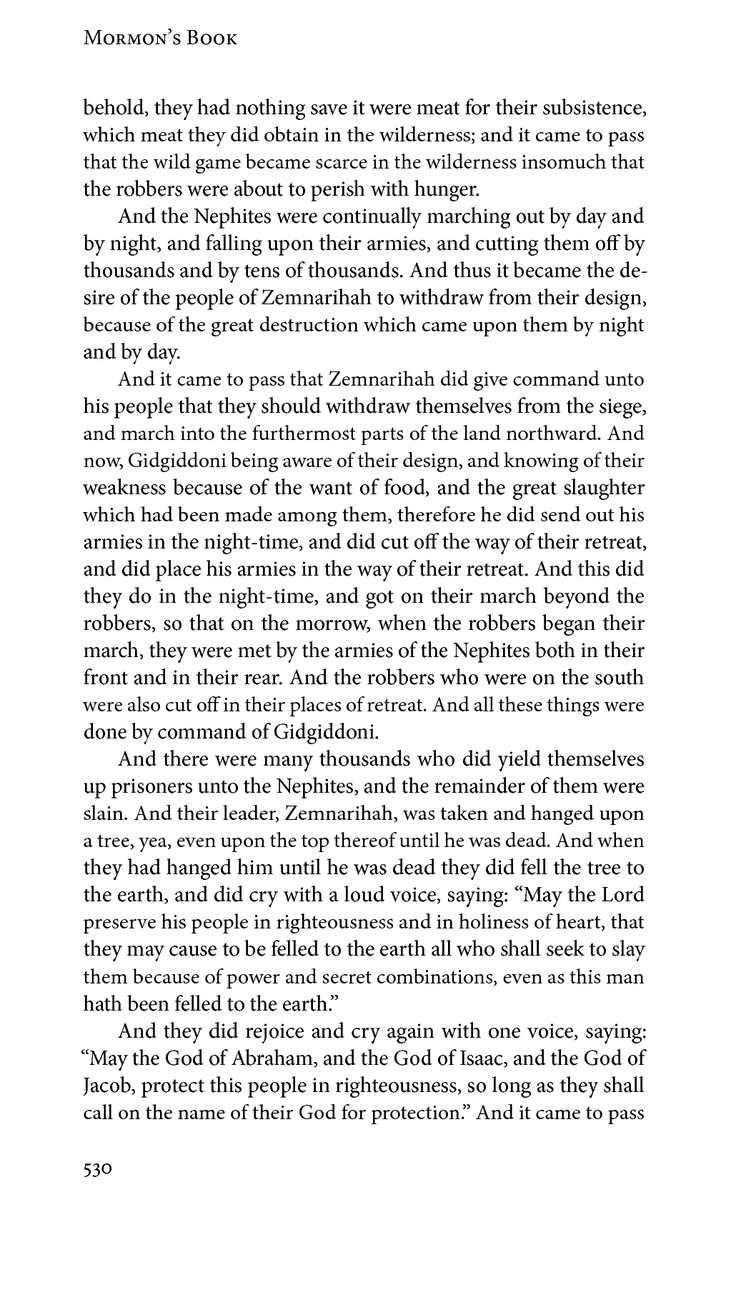 Mormon’s Book
behold, they had nothing save it were meat for their subsistence,
which meat they did obtain in the wilderness; and it came to pass
that the wild game became scarce in the wilderness insomuch that
the robbers were about to perish with hunger.
And the Nephites were continually marching out by day and
by night, and falling upon their armies, and cutting them off by
thousands and by tens of thousands. And thus it became the de-
sire of the people of Zemnarihah to withdraw from their design,
because of the great destruction which came upon them by night
and by day.
And it came to pass that Zemnarihah did give command unto
his people that they should withdraw themselves from the siege,
and march into the furthermost parts of the land northward. And
now, Gidgiddoni being aware of their design, and knowing of their
weakness because of the want of food, and the great slaughter
which had been made among them, therefore he did send out his
armies in the night-time, and did cut off the way of their retreat,
and did place his armies in the way of their retreat. And this did
they do in the night-time, and got on their march beyond the
robbers, so that on the morrow, when the robbers began their
march, they were met by the armies of the Nephites both in their
front and in their rear. And the robbers who were on the south
were also cut off in their places of retreat. And all these things were
done by command of Gidgiddoni.
And there were many thousands who did yield themselves
up prisoners unto the Nephites, and the remainder of them were
slain. And their leader, Zemnarihah, was taken and hanged upon
a tree, yea, even upon the top thereof until he was dead. And when
they had hanged him until he was dead they did fell the tree to
the earth, and did cry with a loud voice, saying: “May the Lord
preserve his people in righteousness and in holiness of heart, that
they may cause to be felled to the earth all who shall seek to slay
them because of power and secret combinations, even as this man
hath been felled to the earth.”
And they did rejoice and cry again with one voice, saying:
“May the God of Abraham, and the God of Isaac, and the God of
Jacob, protect this people in righteousness, so long as they shall
call on the name of their God for protection.” And it came to pass
530